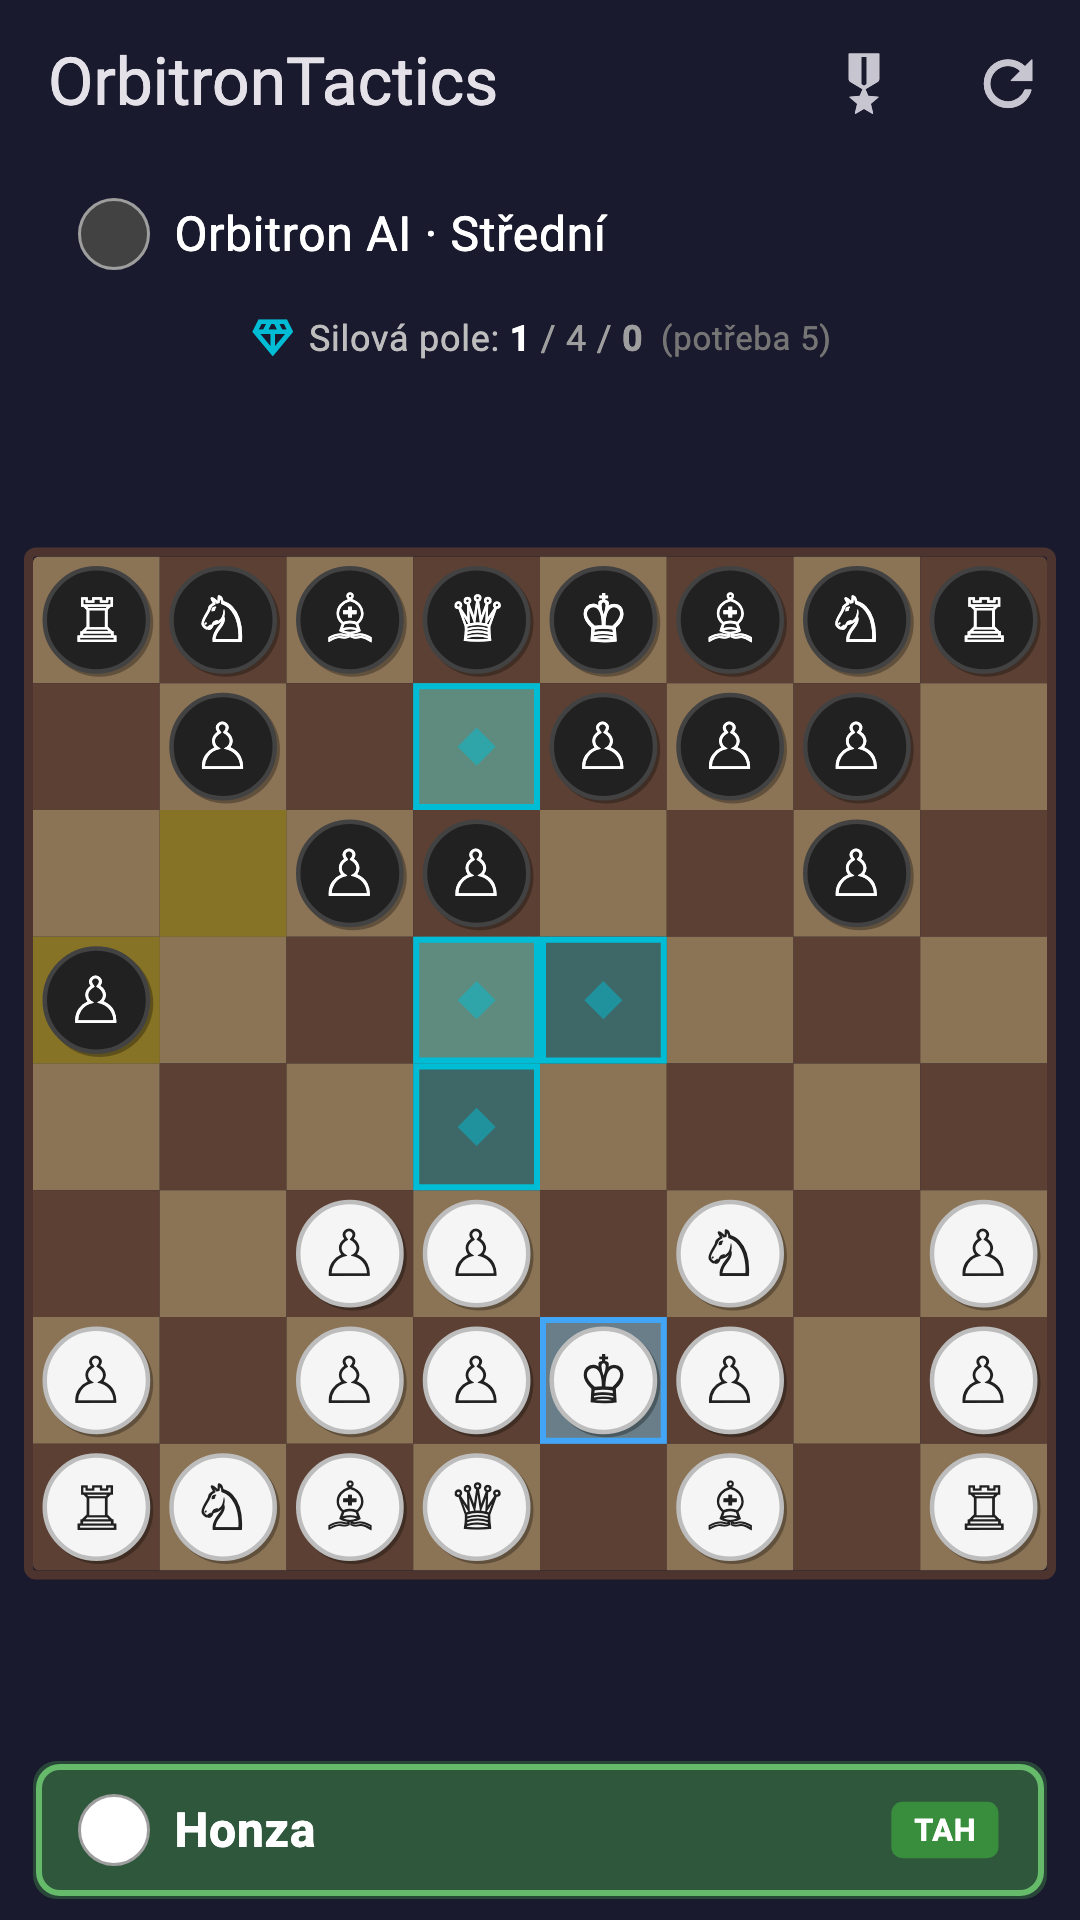 OrbitronTactics
Orbitron AI · Střední
Silová pole: 1 / 4 / 0 (potřeba 5)
Honza
TAH